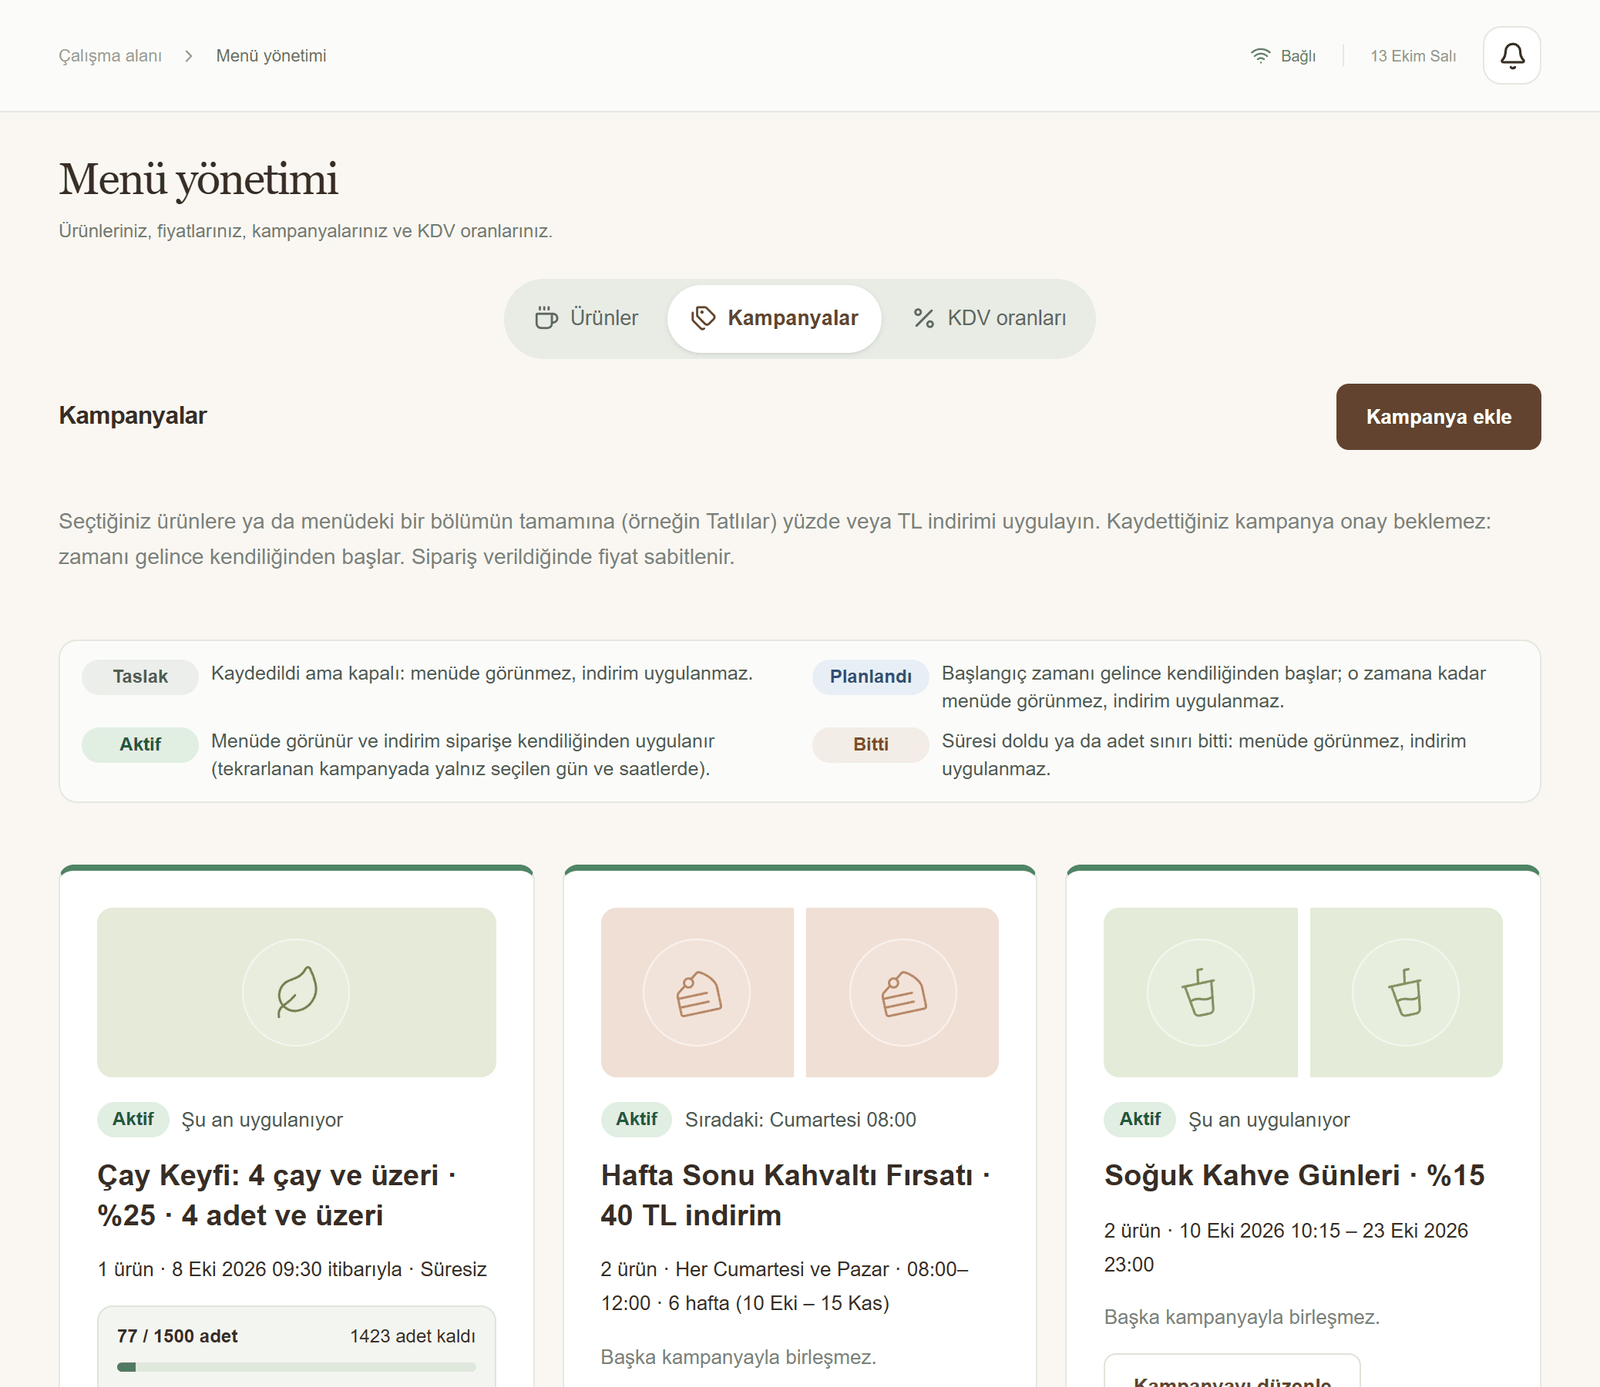 Çalışma alanı > Menü yönetimi
Bağlı
13 Ekim Salı
Menü yönetimi
Ürünleriniz, fiyatlarınız, kampanyalarınız ve KDV oranlarınız.
Ürünler
Kampanyalar
KDV oranları
Kampanyalar
Kampanya ekle
Seçtiğiniz ürünlere ya da menüdeki bir bölümün tamamına (örneğin Tatlılar) yüzde veya TL indirimi uygulayın. Kaydettiğiniz kampanya onay beklemez:
zamanı gelince kendiliğinden başlar. Sipariş verildiğinde fiyat sabitlenir.
Taslak
Kaydedildi ama kapalı: menüde görünmez, indirim uygulanmaz.
Planlandı
Başlangıç zamanı gelince kendiliğinden başlar; o zamana kadar
menüde görünmez, indirim uygulanmaz.
Aktif
Menüde görünür ve indirim siparişe kendiliğinden uygulanır
(tekrarlanan kampanyada yalnız seçilen gün ve saatlerde).
Bitti
Süresi doldu ya da adet sınırı bitti: menüde görünmez, indirim
uygulanmaz.
Aktif
Şu an uygulanıyor
Çay Keyfi: 4 çay ve üzeri ·
%25 · 4 adet ve üzeri
1 ürün · 8 Eki 2026 09:30 itibarıyla · Süresiz
77 / 1500 adet
1423 adet kaldı
Aktif
Sıradaki: Cumartesi 08:00
Hafta Sonu Kahvaltı Fırsatı ·
40 TL indirim
2 ürün · Her Cumartesi ve Pazar · 08:00–
12:00 · 6 hafta (10 Eki – 15 Kas)
Başka kampanyayla birleşmez.
Aktif
Şu an uygulanıyor
Soğuk Kahve Günleri · %15
2 ürün · 10 Eki 2026 10:15 – 23 Eki 2026
23:00
Başka kampanyayla birleşmez.
Kampanyayı düzenle